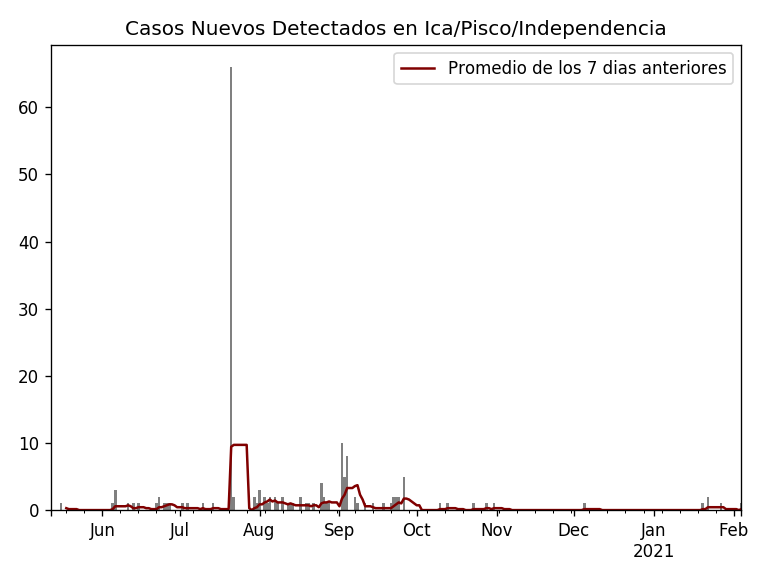 Casos Nuevos Detectados en Ica/Pisco/Independencia
Promedio de los 7 dias anteriores
60
50
40
30
20
10
0
Jun Jul Aug Sep Oct Nov Dec Jan Feb
2021